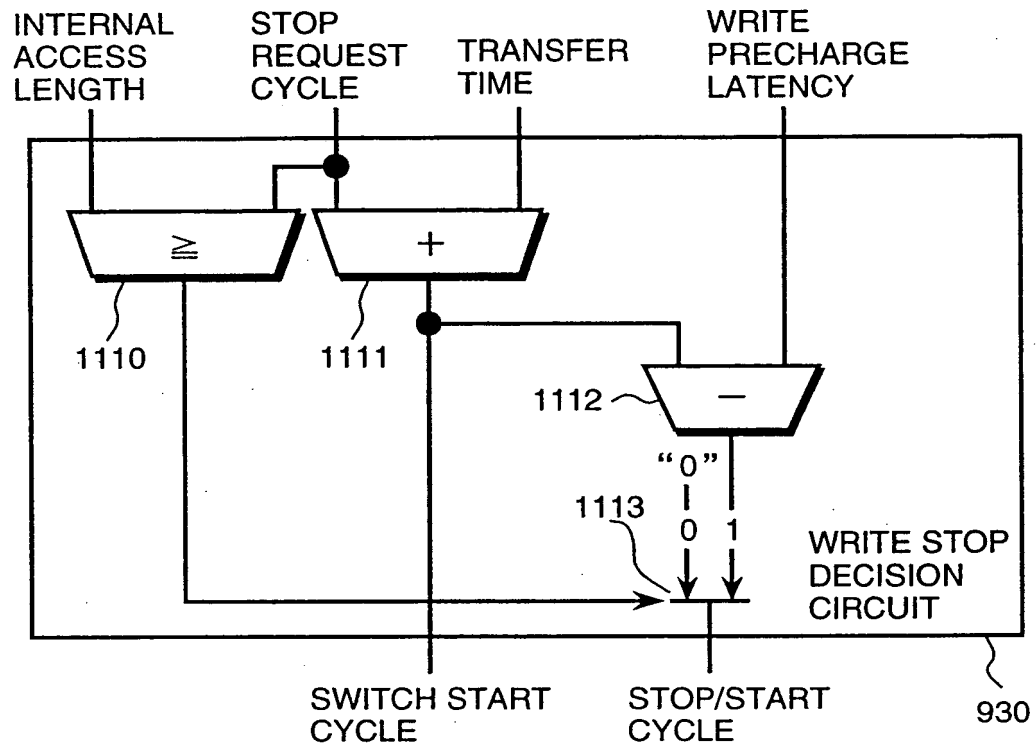 INTERNAL
ACCESS
LENGTH
STOP
REQUEST
CYCLE
TRANSFER
TIME
WRITE
PRECHARGE
LATENCY
≧
+
1110
1111
1112
−
“0”
1113
0
1
WRITE STOP
DECISION
CIRCUIT
SWITCH START
CYCLE
STOP/START
CYCLE
930